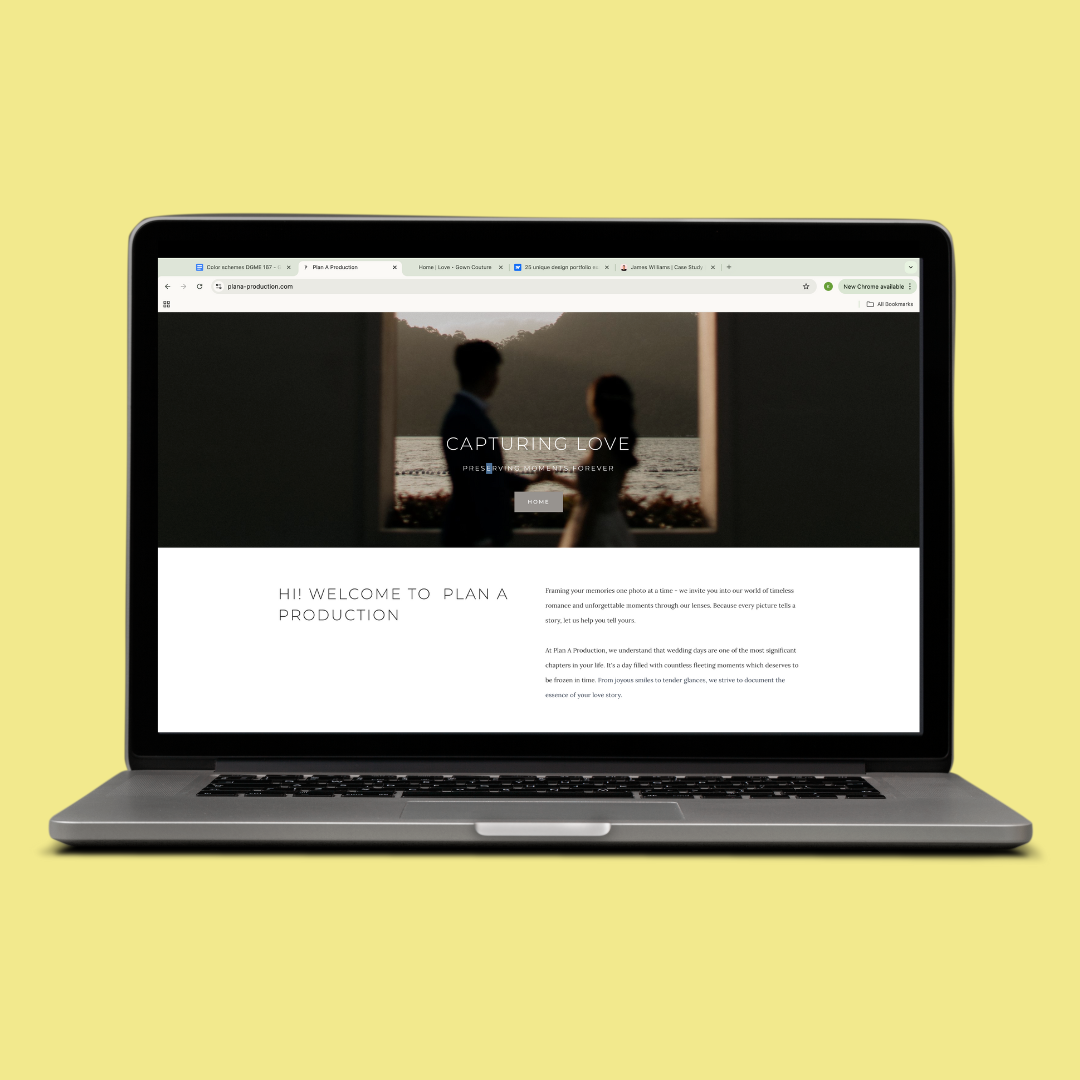 Color schemes DGME 167 -
Plan A Production
Home | Love - Gown Couture
25 unique design portfolio ex
James Williams | Case Study
plana-production.com
New Chrome available
All Bookmarks
CAPTURING LOVE
PRESERVING MOMENTS FOREVER
HOME
HI! WELCOME TO PLAN A
PRODUCTION
Framing your memories one photo at a time - we invite you into our world of timeless
romance and unforgettable moments through our lenses. Because every picture tells a
story, let us help you tell yours.
At Plan A Production, we understand that wedding days are one of the most significant
chapters in your life. It's a day filled with countless fleeting moments which deserves to
be frozen in time. From joyous smiles to tender glances, we strive to document the
essence of your love story.